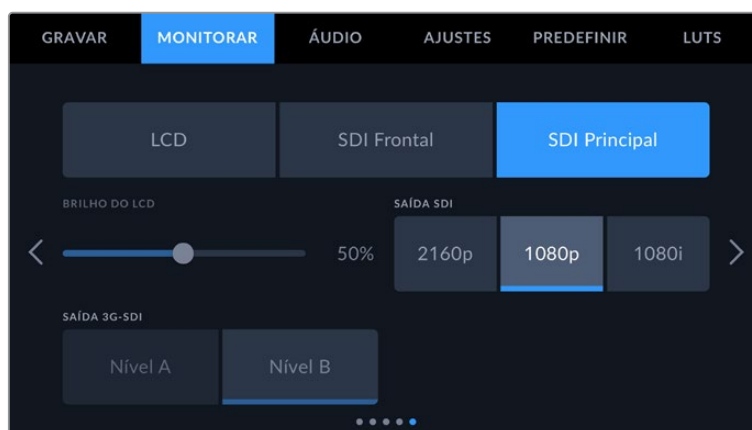 GRAVAR MONITORAR ÁUDIO AJUSTES PREDEFINIR LUTS
LCD SDI Frontal SDI Principal
BRILHO DO LCD SAÍDA SDI
50% 2160p 1080p 1080i
SAÍDA 3G-SDI
Nível A Nível B